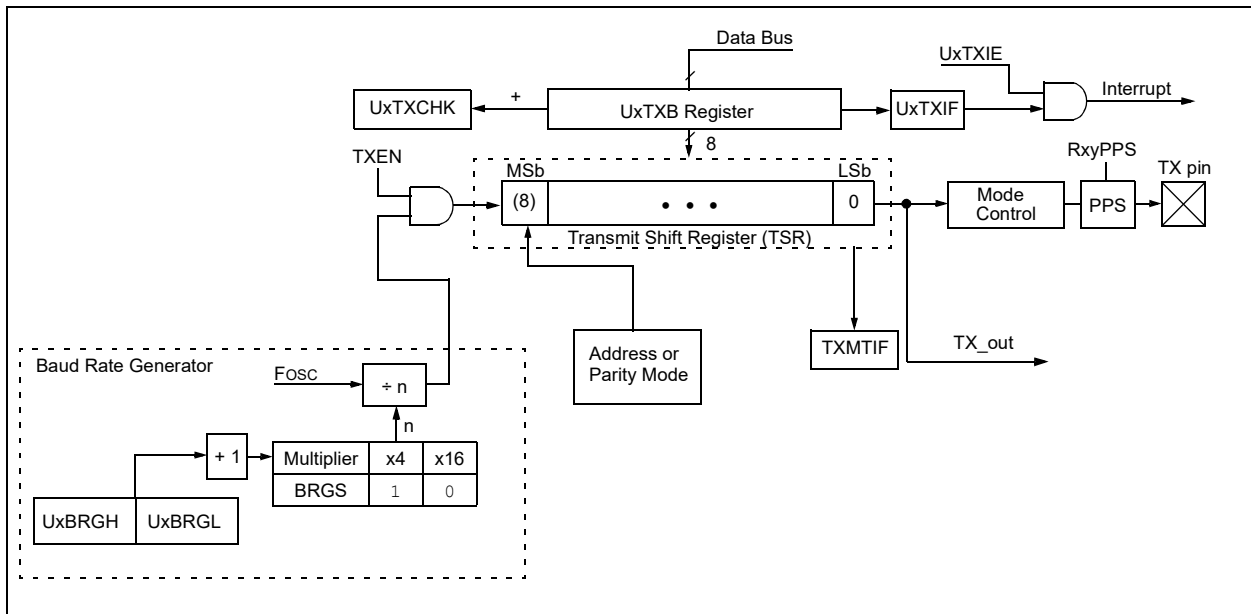 Data Bus
UxTXIE
Interrupt
UxTXCHK
+
UxTXB Register
UxTXIF
8
TXEN
RxyPPS
TX pin
MSb
LSb
(8)
• • •
0
Mode
Control
PPS
Transmit Shift Register (TSR)
Address or
Parity Mode
TXMTIF
TX_out
Baud Rate Generator
FOSC
÷ n
n
+ 1
Multiplier x4 x16
BRGS 1 0
UxBRGH UxBRGL